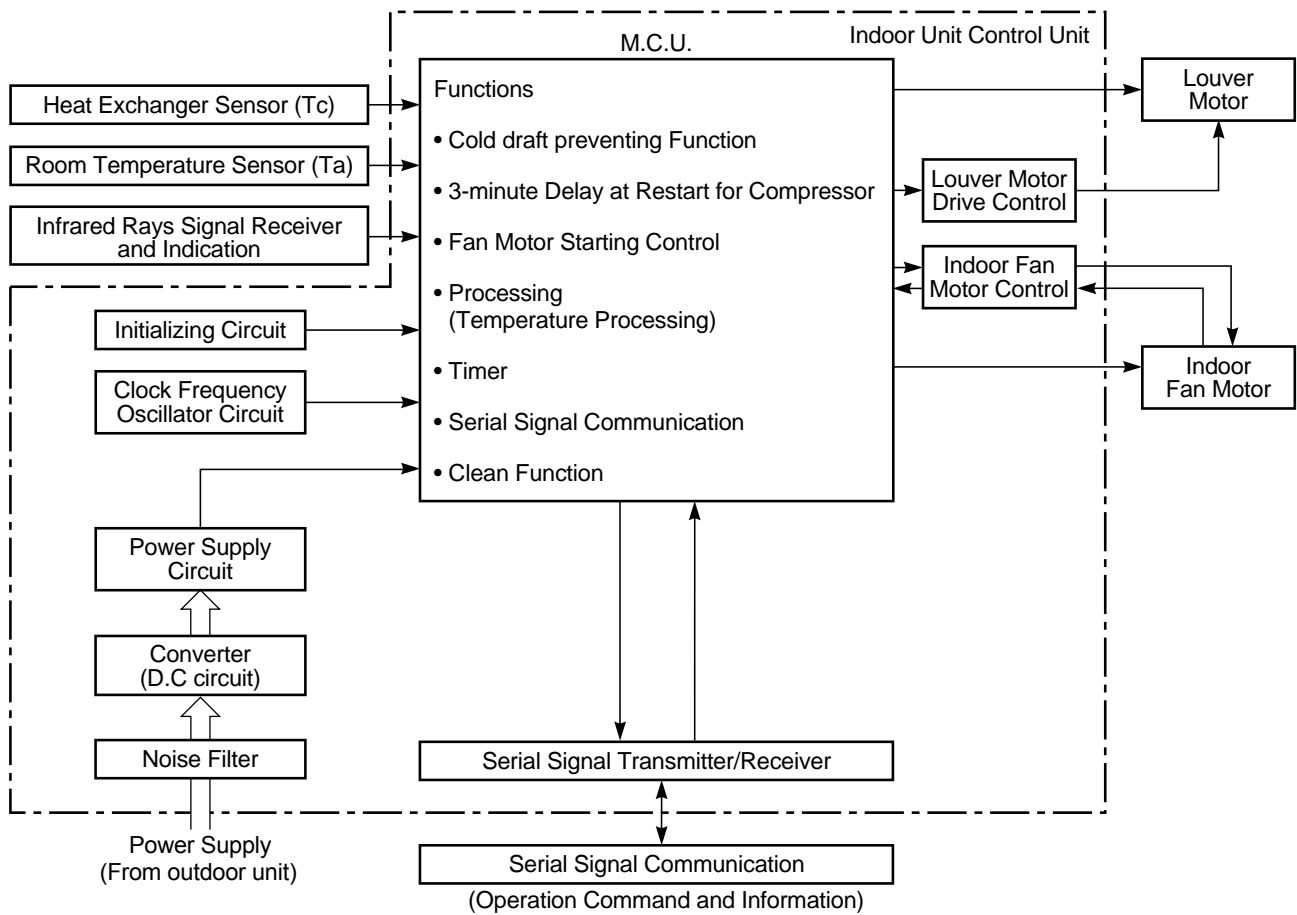 M.C.U.
Indoor Unit Control Unit
Heat Exchanger Sensor (Tc)
Room Temperature Sensor (Ta)
Infrared Rays Signal Receiver
and Indication
Initializing Circuit
Clock Frequency
Oscillator Circuit
Power Supply
Circuit
Converter
(D.C circuit)
Noise Filter
Power Supply
(From outdoor unit)
Functions
• Cold draft preventing Function
• 3-minute Delay at Restart for Compressor
• Fan Motor Starting Control
• Processing
(Temperature Processing)
• Timer
• Serial Signal Communication
• Clean Function
Louver
Motor
Louver Motor
Drive Control
Indoor Fan
Motor Control
Indoor
Fan Motor
Serial Signal Transmitter/Receiver
Serial Signal Communication
(Operation Command and Information)